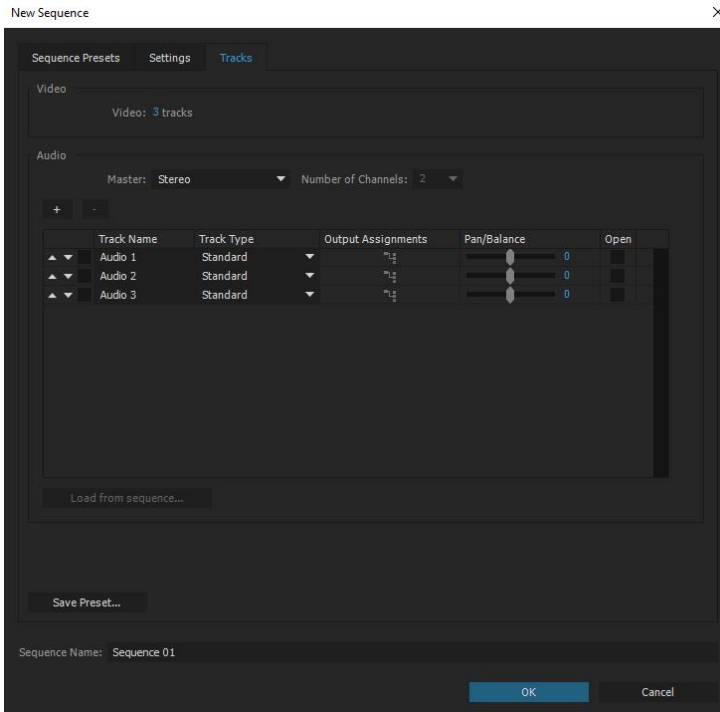 New Sequence
Sequence Presets Settings Tracks
Video
Video: 3 tracks
Audio
Master: Stereo Number of Channels: 2
+ -
Track Name Track Type Output Assignments Pan/Balance Open
Audio 1 Standard 0
Audio 2 Standard 0
Audio 3 Standard 0
Load from sequence...
Save Preset...
Sequence Name: Sequence 01
OK Cancel